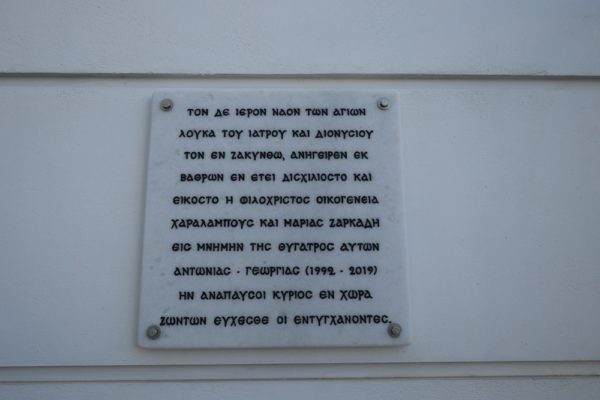 ΤΟΝ ΔΕ ΙΕΡΟΝ ΝΑΟΝ ΤΩΝ ΑΓΙΩΝ
ΛΟΥΚΑ ΤΟΥ ΙΑΤΡΟΥ ΚΑΙ ΔΙΟΝΥΣΙΟΥ
ΤΟΝ ΕΝ ΖΑΚΥΝΘΩ, ΑΝΗΓΕΙΡΕΝ ΕΚ
ΒΑΘΡΩΝ ΕΝ ΕΤΕΙ ΔΙΣΧΙΛΙΟΣΤΟ ΚΑΙ
ΕΙΚΟΣΤΟ Η ΦΙΛΟΧΡΙΣΤΟΣ ΟΙΚΟΓΕΝΕΙΑ
ΧΑΡΑΛΑΜΠΟΥΣ ΚΑΙ ΜΑΡΙΑΣ ΖΑΡΚΑΔΗ
ΕΙΣ ΜΝΗΜΗΝ ΤΗΣ ΘΥΓΑΤΡΟΣ ΑΥΤΩΝ
ΑΝΤΩΝΙΑΣ - ΓΕΩΡΓΙΑΣ (1992 - 2019)
ΗΝ ΑΝΑΠΑΥΣΟΙ ΚΥΡΙΟΣ ΕΝ ΧΩΡΑ
ΖΩΝΤΩΝ ΕΥΧΕΣΘΕ ΟΙ ΕΝΤΥΓΧΑΝΟΝΤΕΣ.